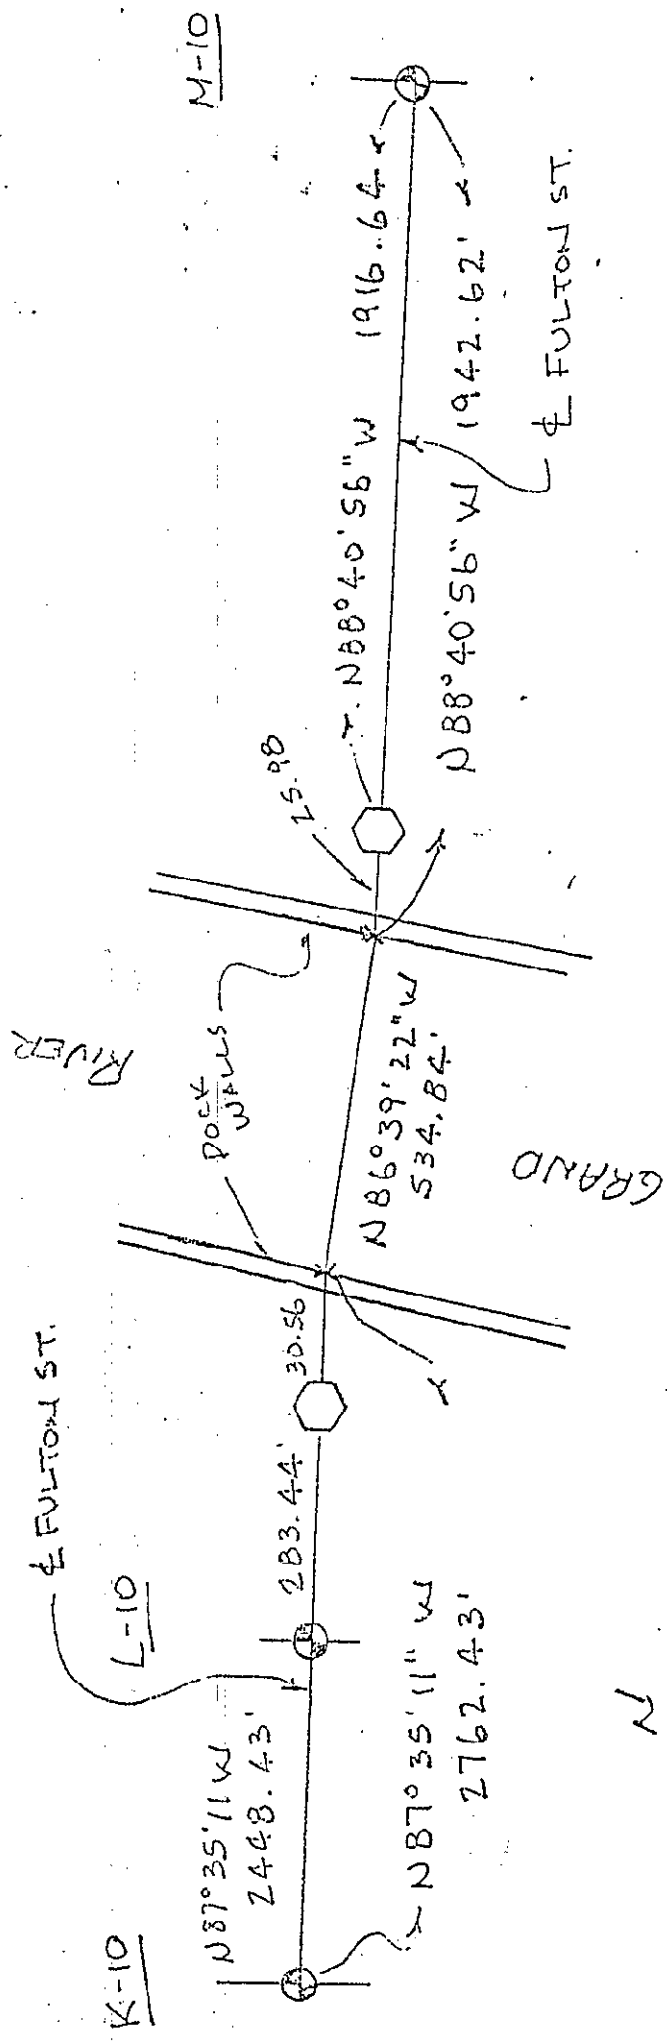 K-10
L-10
M-10
℄ FULTON ST.
N87°35'11"W
2448.43'
283.44'
30.56
N87°35'11"W
2762.43'
DOCK
WALLS
RIVER
GRAND
N86°39'22"W
534.84'
25.98
N88°40'56"W 1916.64
N88°40'56"W 1942.62'
℄ FULTON ST.
N